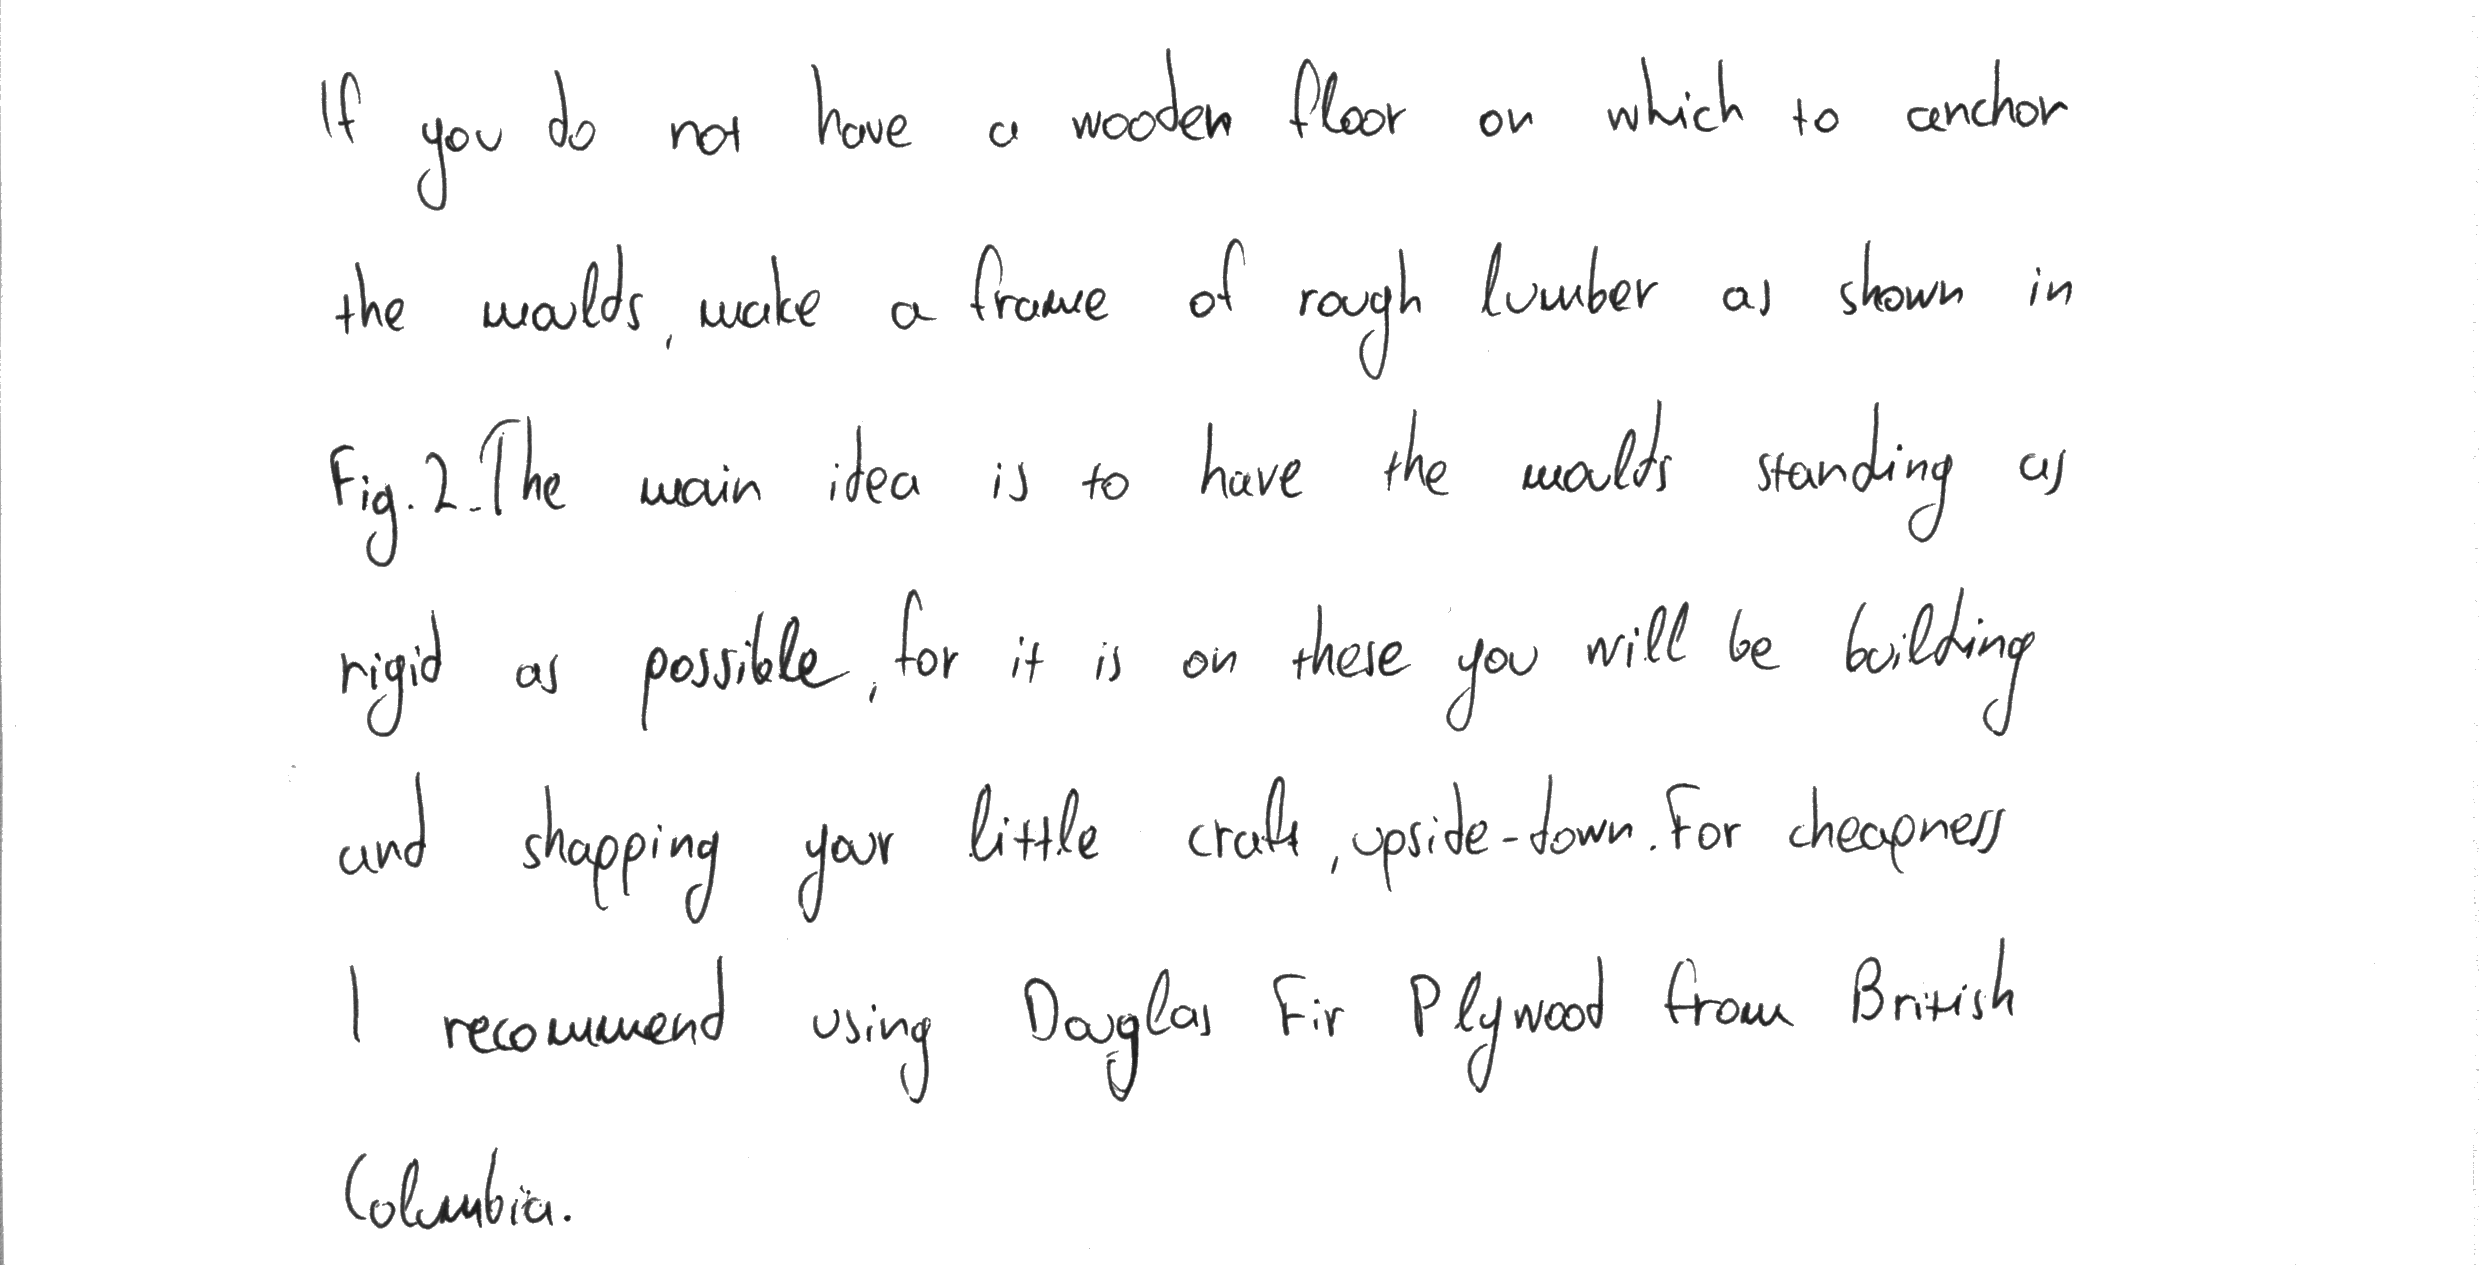 If you do not have a wooden floor on which to anchor
the moulds, make a frame of rough lumber as shown in
Fig. 2. The main idea is to have the moulds standing as
rigid as possible, for it is on these you will be building
and shapping your little craft, upside-down. For cheapness
I recommend using Douglas Fir Plywood from British
Columbia.